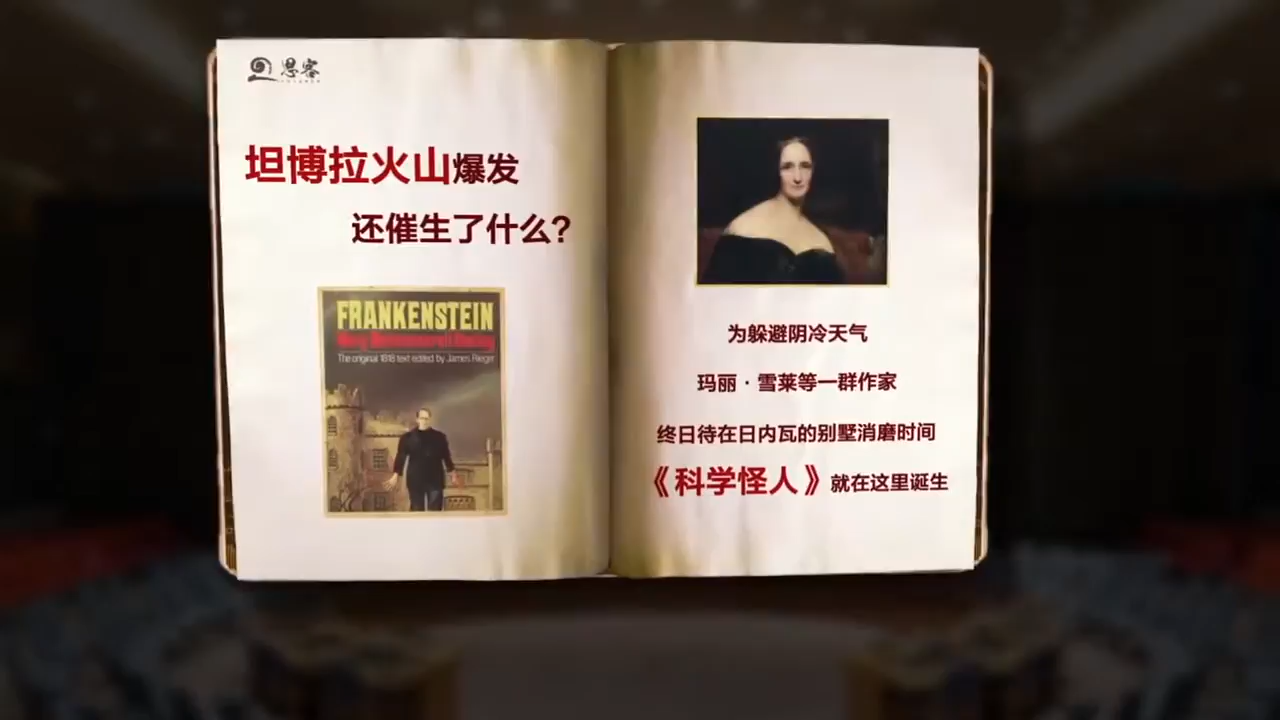 思客
坦博拉火山爆发
还催生了什么?
FRANKENSTEIN
The original 1818 text edited by James Rieger
为躲避阴冷天气
玛丽·雪莱等一群作家
终日待在日内瓦的别墅消磨时间
《科学怪人》就在这里诞生